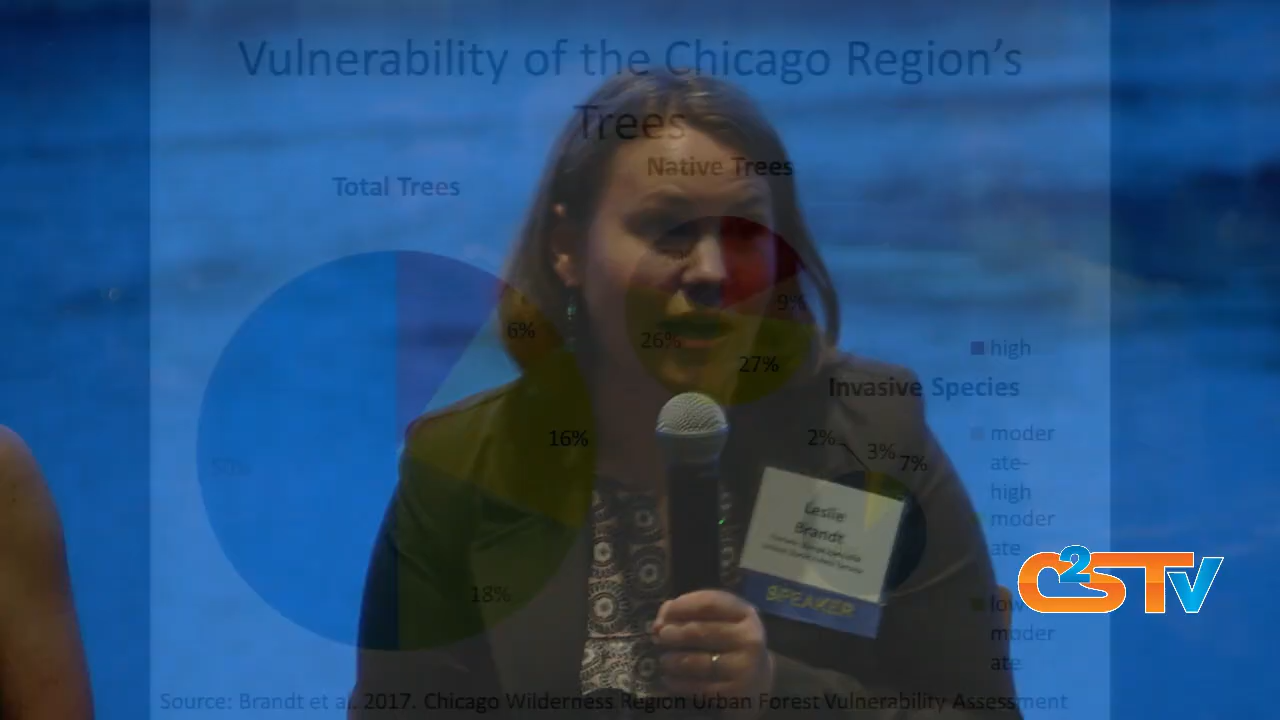 Vulnerability of the Chicago Region's
Trees
Native Trees
Total Trees
9%
6%
26%
27%
high
Invasive Species
16%
2%
3%
7%
moder
ate-
high
moder
ate
50%
Leslie
Brandt
SPEAKER
C2STV
18%
low-
moder
ate
Source: Brandt et al. 2017. Chicago Wilderness Region Urban Forest Vulnerability Assessment